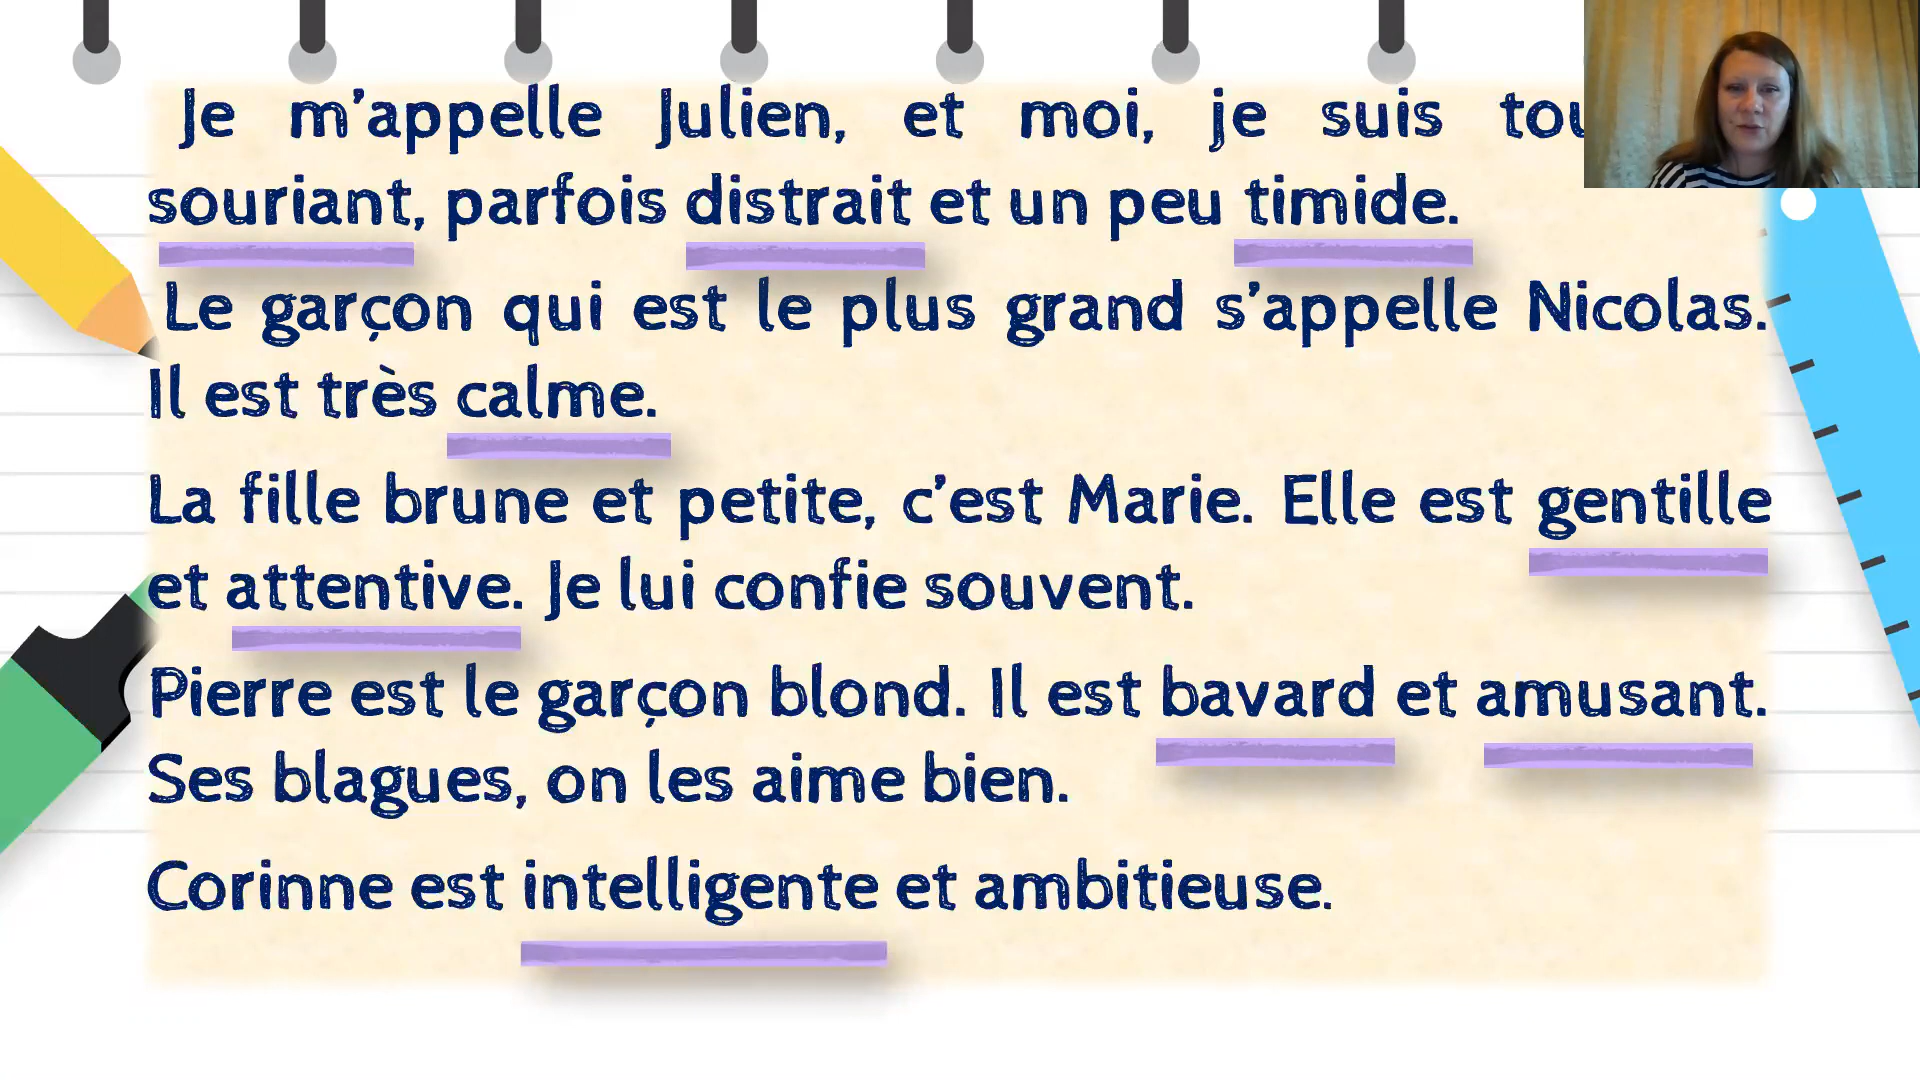 Je m’appelle Julien, et moi, je suis
souriant, parfois distrait et un peu timide.
Le garçon qui est le plus grand s’appelle Nicolas.
Il est très calme.
La fille brune et petite, c’est Marie. Elle est gentille
et attentive. Je lui confie souvent.
Pierre est le garçon blond. Il est bavard et amusant.
Ses blagues, on les aime bien.
Corinne est intelligente et ambitieuse.